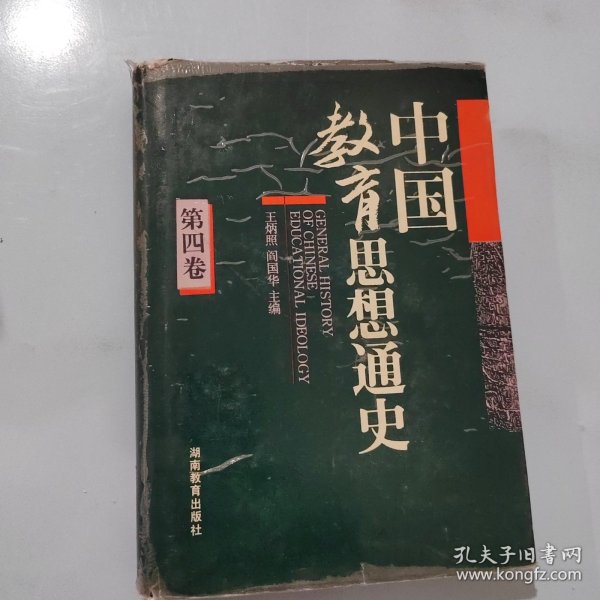 中国
教育思想通史
GENERAL HISTORY
OF CHINESE
EDUCATIONAL IDEOLOGY
王炳照 阎国华 主编
第四卷
湖南教育出版社
孔夫子旧书网
www.kongfz.com